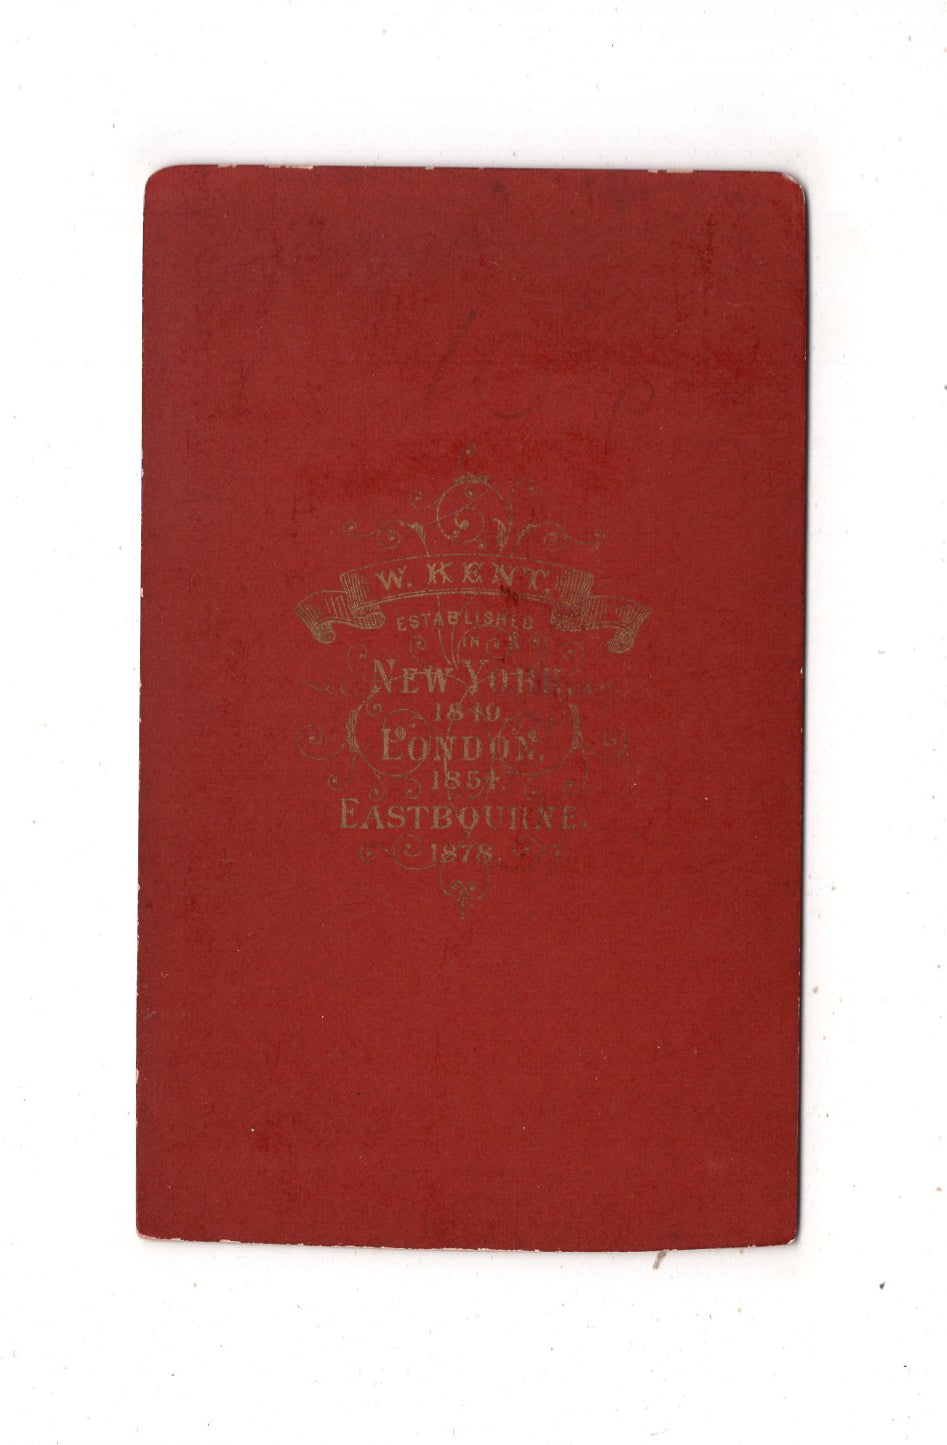 W. KENT.
ESTABLISHED
IN
NEW YORK,
1849.
LONDON,
1854.
EASTBOURNE.
1878.